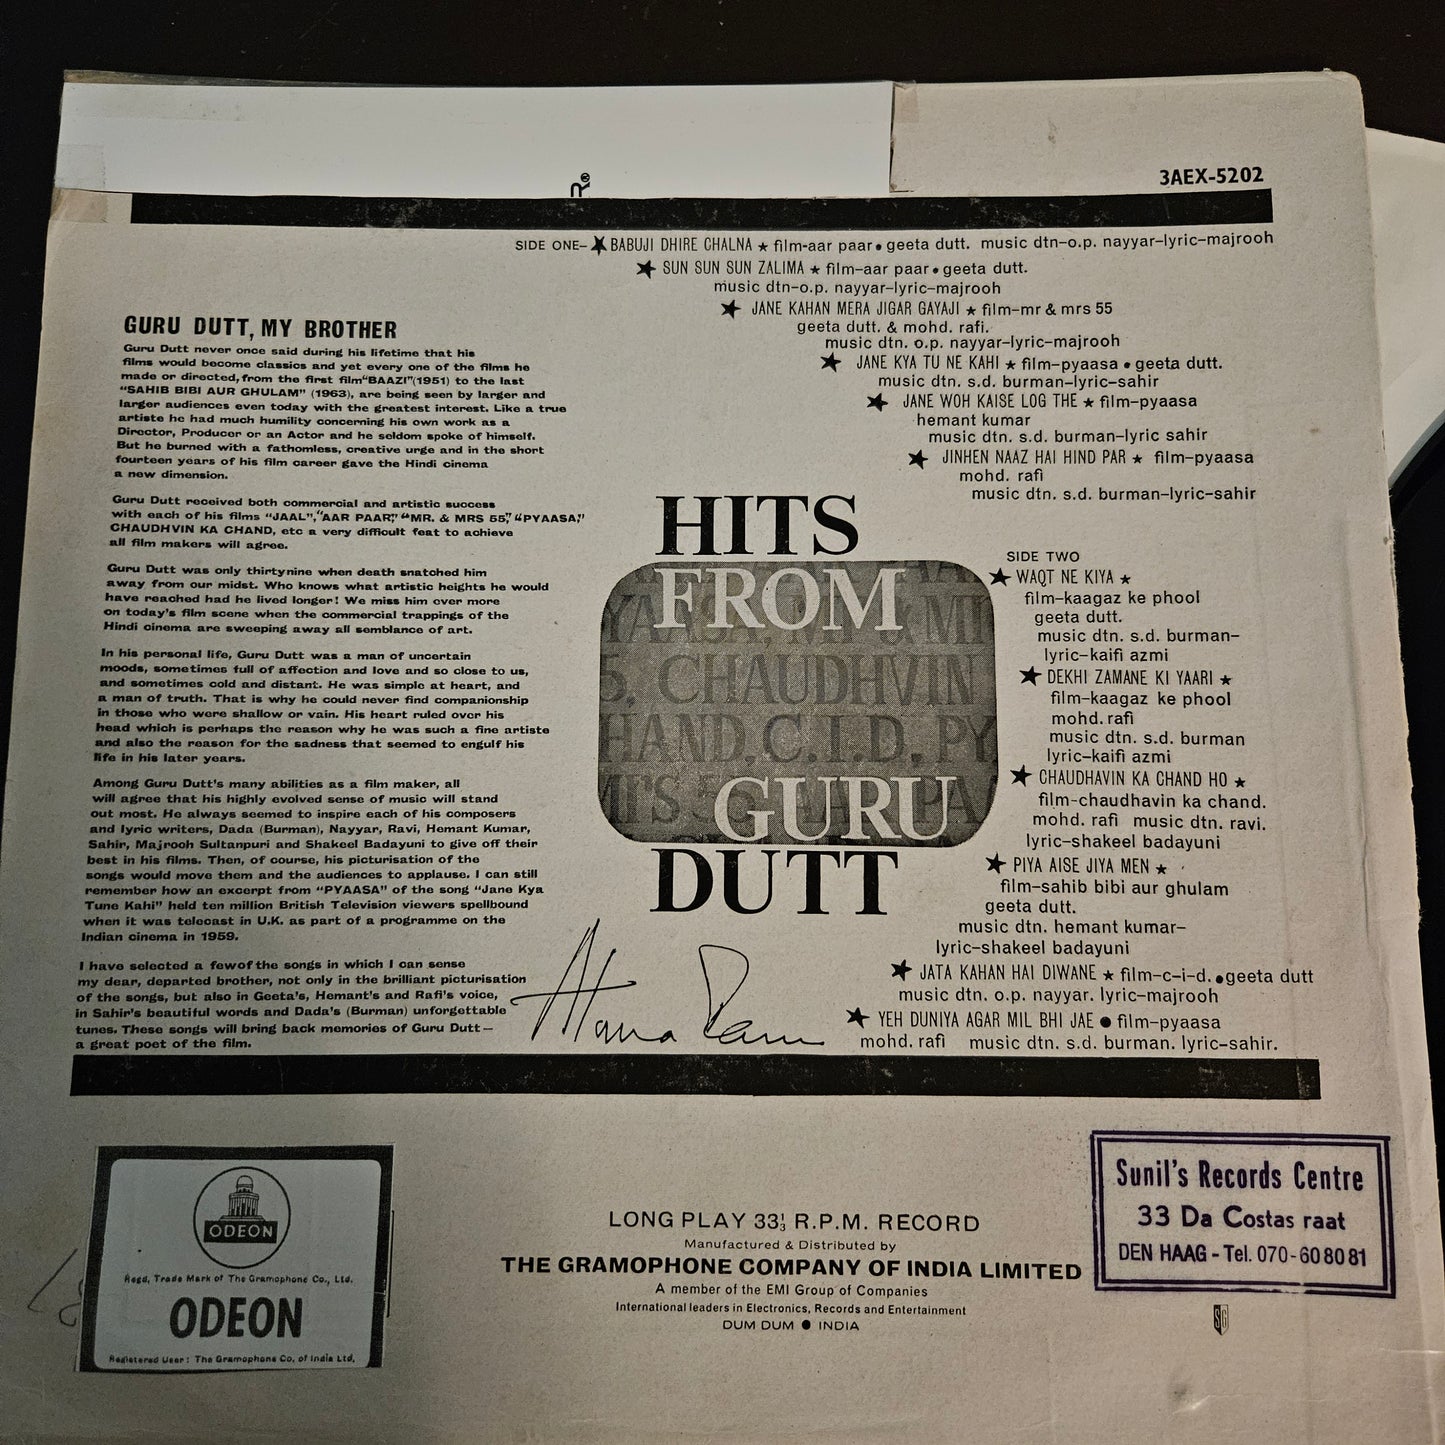 R®
3AEX-5202
SIDE ONE–★BABUJI DHIRE CHALNA ★ film-aar paar● geeta dutt. music dtn-o.p. nayyar-lyric-majrooh
★ SUN SUN SUN ZALIMA ★ film-aar paar●geeta dutt.
music dtn-o.p. nayyar-lyric-majrooh
★ JANE KAHAN MERA JIGAR GAYAJI ★ film-mr & mrs 55
geeta dutt. & mohd. rafi.
music dtn. o.p. nayyar-lyric-majrooh
★ JANE KYA TU NE KAHI ★ film-pyaasa ● geeta dutt.
music dtn. s.d. burman-lyric-sahir
★ JANE WOH KAISE LOG THE ★ film-pyaasa
hemant kumar
music dtn. s.d. burman-lyric sahir
★ JINHEN NAAZ HAI HIND PAR ★ film-pyaasa
mohd. rafi
music dtn. s.d. burman-lyric-sahir
GURU DUTT, MY BROTHER
Guru Dutt never once said during his lifetime that his
films would become classics and yet every one of the films he
made or directed, from the first film"BAAZI"(1951) to the last
"SAHIB BIBI AUR GHULAM" (1963), are being seen by larger and
larger audiences even today with the greatest interest. Like a true
artiste he had much humility concerning his own work as a
Director, Producer or an Actor and he seldom spoke of himself.
But he burned with a fathomless, creative urge and in the short
fourteen years of his film career gave the Hindi cinema
a new dimension.
Guru Dutt received both commercial and artistic success
with each of his films "JAAL","AAR PAAR," "MR. & MRS 55," "PYAASA,"
CHAUDHVIN KA CHAND, etc a very difficult feat to achieve
all film makers will agree.
Guru Dutt was only thirtynine when death snatched him
away from our midst. Who knows what artistic heights he would
have reached had he lived longer! We miss him over more
on today's film scene when the commercial trappings of the
Hindi cinema are sweeping away all semblance of art.
In his personal life, Guru Dutt was a man of uncertain
moods, sometimes full of affection and love and so close to us,
and sometimes cold and distant. He was simple at heart, and
a man of truth. That is why he could never find companionship
in those who were shallow or vain. His heart ruled over his
head which is perhaps the reason why he was such a fine artiste
and also the reason for the sadness that seemed to engulf his
life in his later years.
Among Guru Dutt's many abilities as a film maker, all
will agree that his highly evolved sense of music will stand
out most. He always seemed to inspire each of his composers
and lyric writers, Dada (Burman), Nayyar, Ravi, Hemant Kumar,
Sahir, Majrooh Sultanpuri and Shakeel Badayuni to give off their
best in his films. Then, of course, his picturisation of the
songs would move them and the audiences to applause. I can still
remember how an excerpt from "PYAASA" of the song "Jane Kya
Tune Kahi" held ten million British Television viewers spellbound
when it was telecast in U.K. as part of a programme on the
Indian cinema in 1959.
I have selected a fewof the songs in which I can sense
my dear, departed brother, not only in the brilliant picturisation
of the songs, but also in Geeta's, Hemant's and Rafi's voice,
in Sahir's beautiful words and Dada's (Burman) unforgettable
tunes. These songs will bring back memories of Guru Dutt—
a great poet of the film.
HITS
FROM
GURU
DUTT
YAASA, MR & MR
5, CHAUDHVIN
HAND, C.I.D, PY
Mrs 55, AAR PA
SIDE TWO
★ WAQT NE KIYA ★
film-kaagaz ke phool
geeta dutt.
music dtn. s.d. burman-
lyric-kaifi azmi
★ DEKHI ZAMANE KI YAARI ★
film-kaagaz ke phool
mohd. rafi
music dtn. s.d. burman
lyric-kaifi azmi
★ CHAUDHAVIN KA CHAND HO ★
film-chaudhavin ka chand.
mohd. rafi music dtn. ravi.
lyric-shakeel badayuni
★ PIYA AISE JIYA MEN ★
film-sahib bibi aur ghulam
geeta dutt.
music dtn. hemant kumar-
lyric-shakeel badayuni
★ JATA KAHAN HAI DIWANE ★ film-c-i-d. ●geeta dutt
music dtn. o.p. nayyar. lyric-majrooh
★ YEH DUNIYA AGAR MIL BHI JAE ● film-pyaasa
mohd. rafi music dtn. s.d. burman. lyric-sahir.
ODEON
Regd, Trade Mark of The Gramophone Co., Ltd.
ODEON
Registered User : The Gramophone Co, of India Ltd,
LONG PLAY 33⅓ R.P.M. RECORD
Manufactured & Distributed by
THE GRAMOPHONE COMPANY OF INDIA LIMITED
A member of the EMI Group of Companies
International leaders in Electronics, Records and Entertainment
DUM DUM ● INDIA
Sunil's Records Centre
33 Da Costas raat
DEN HAAG - Tel. 070-608081
SG